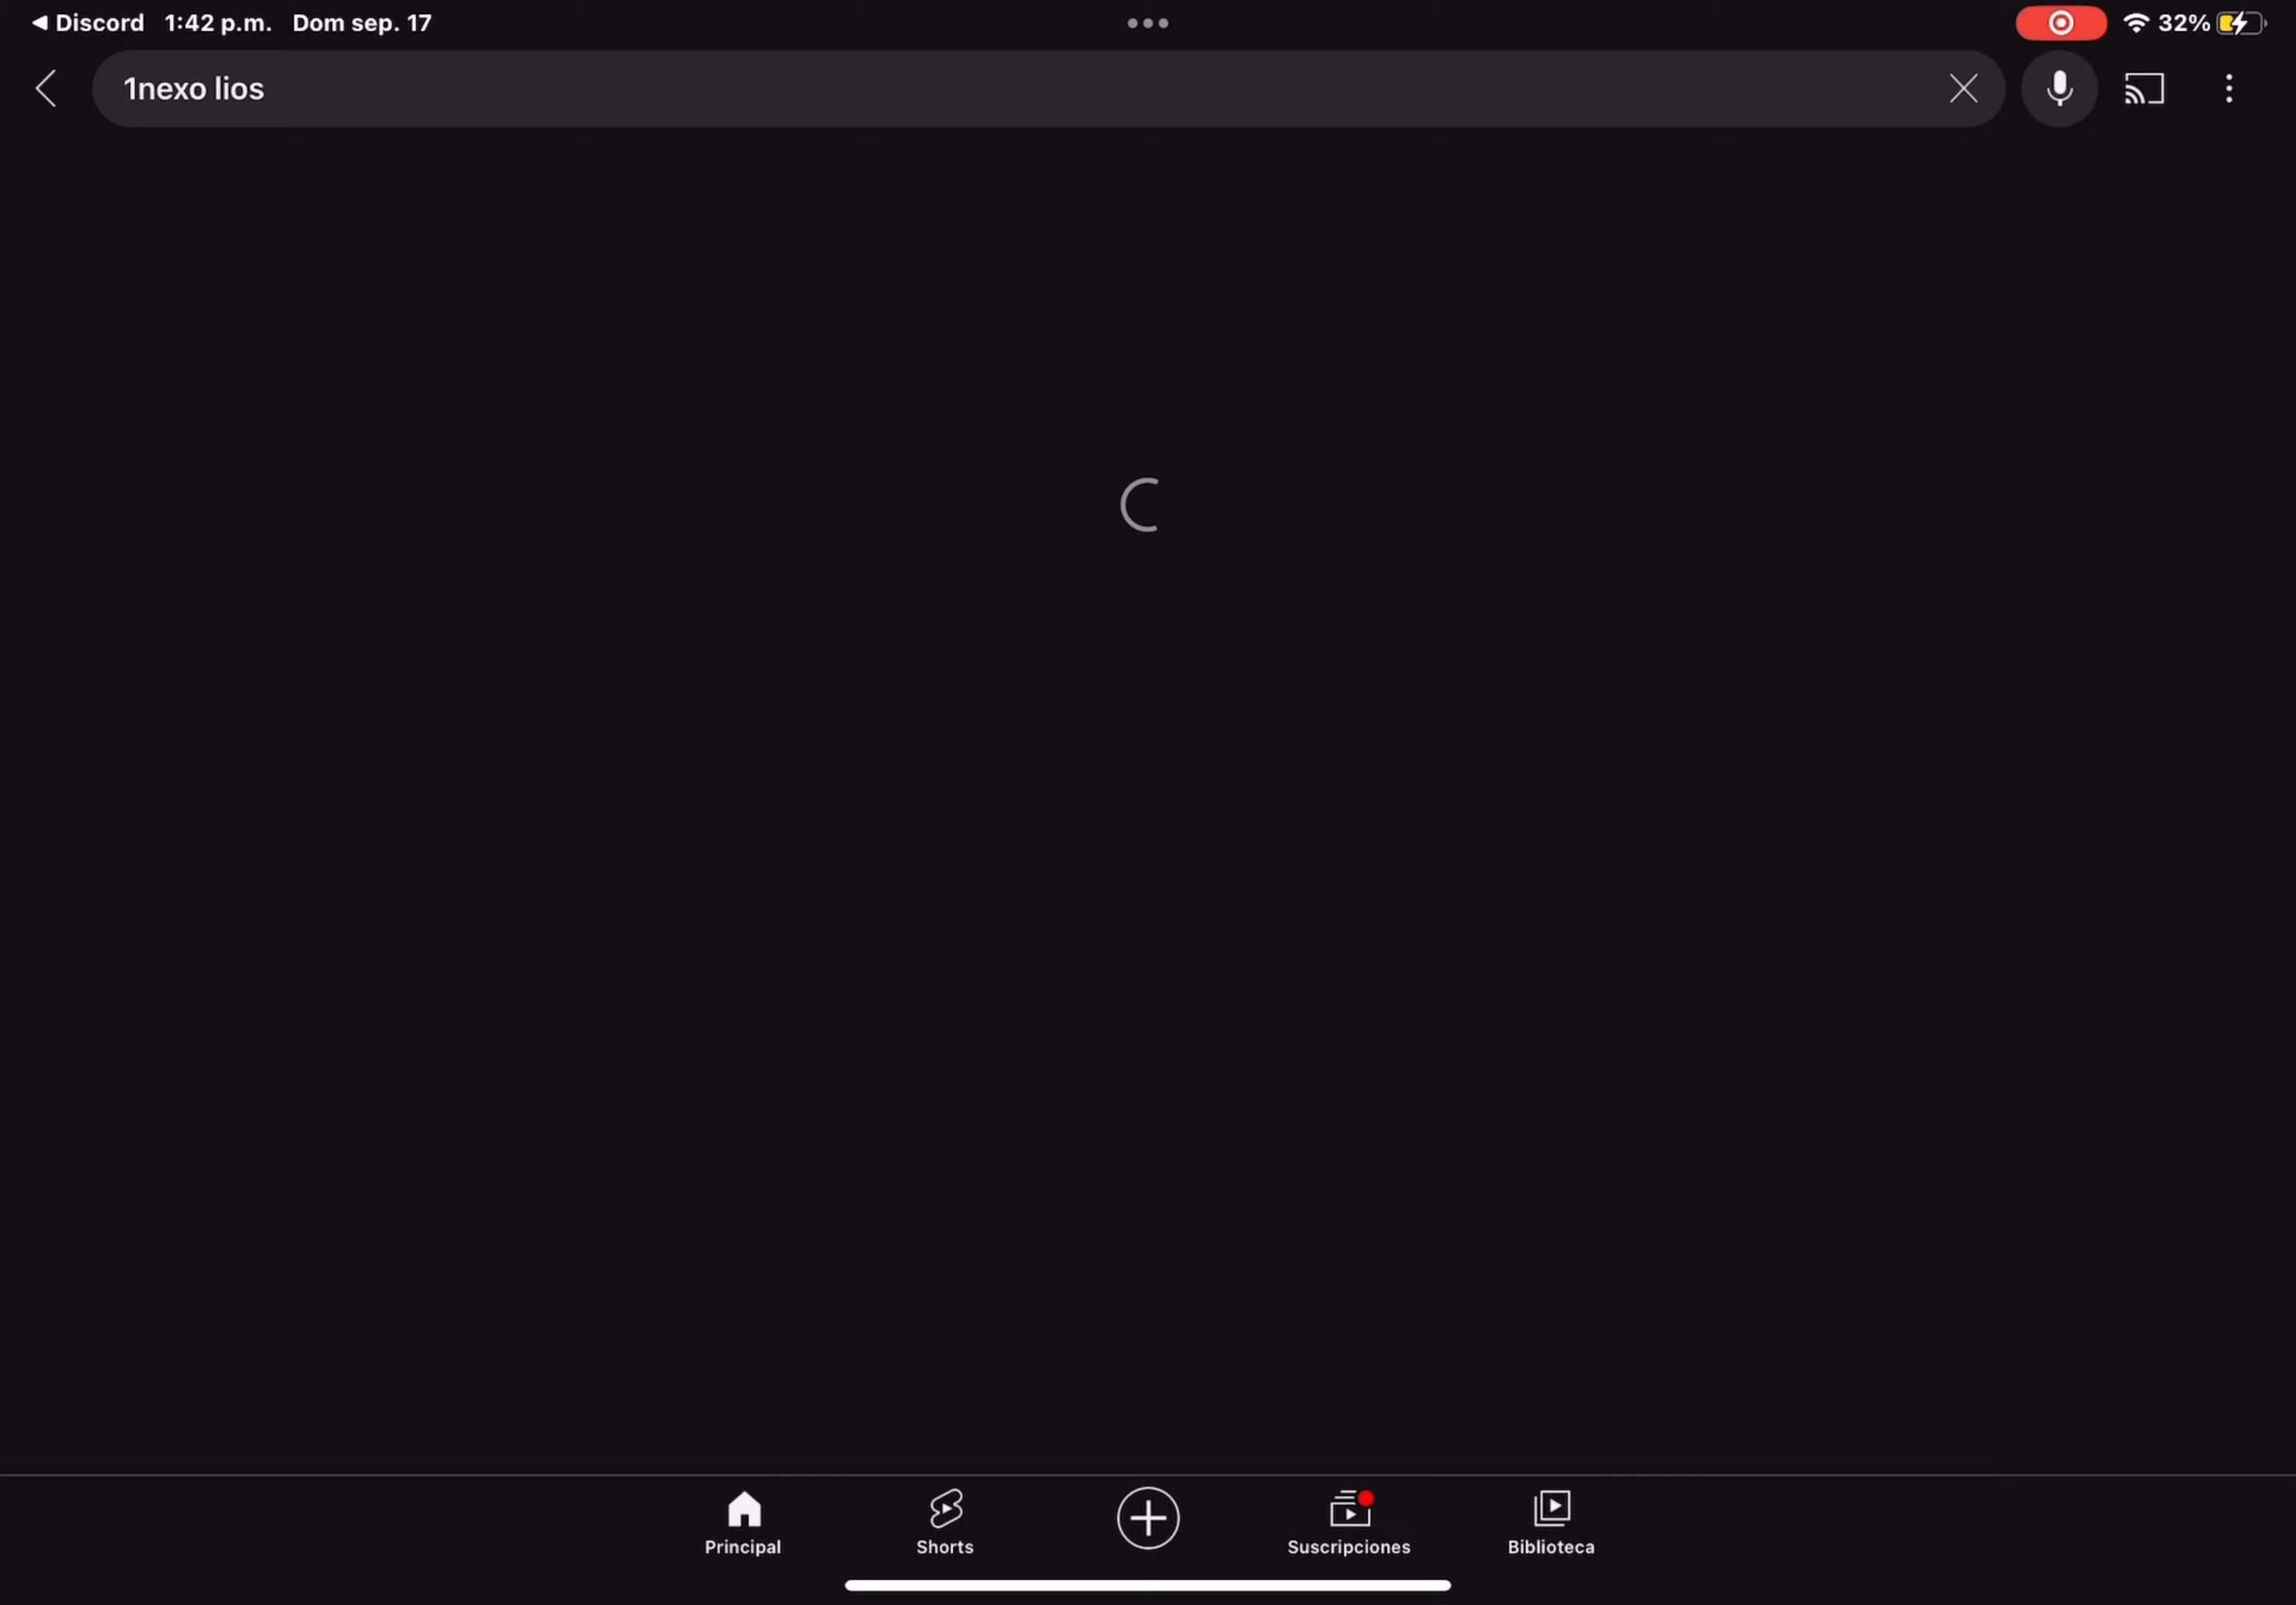 Discord 1:42 p.m. Dom sep. 17
32%
1nexo lios
Principal
Shorts
Suscripciones
Biblioteca